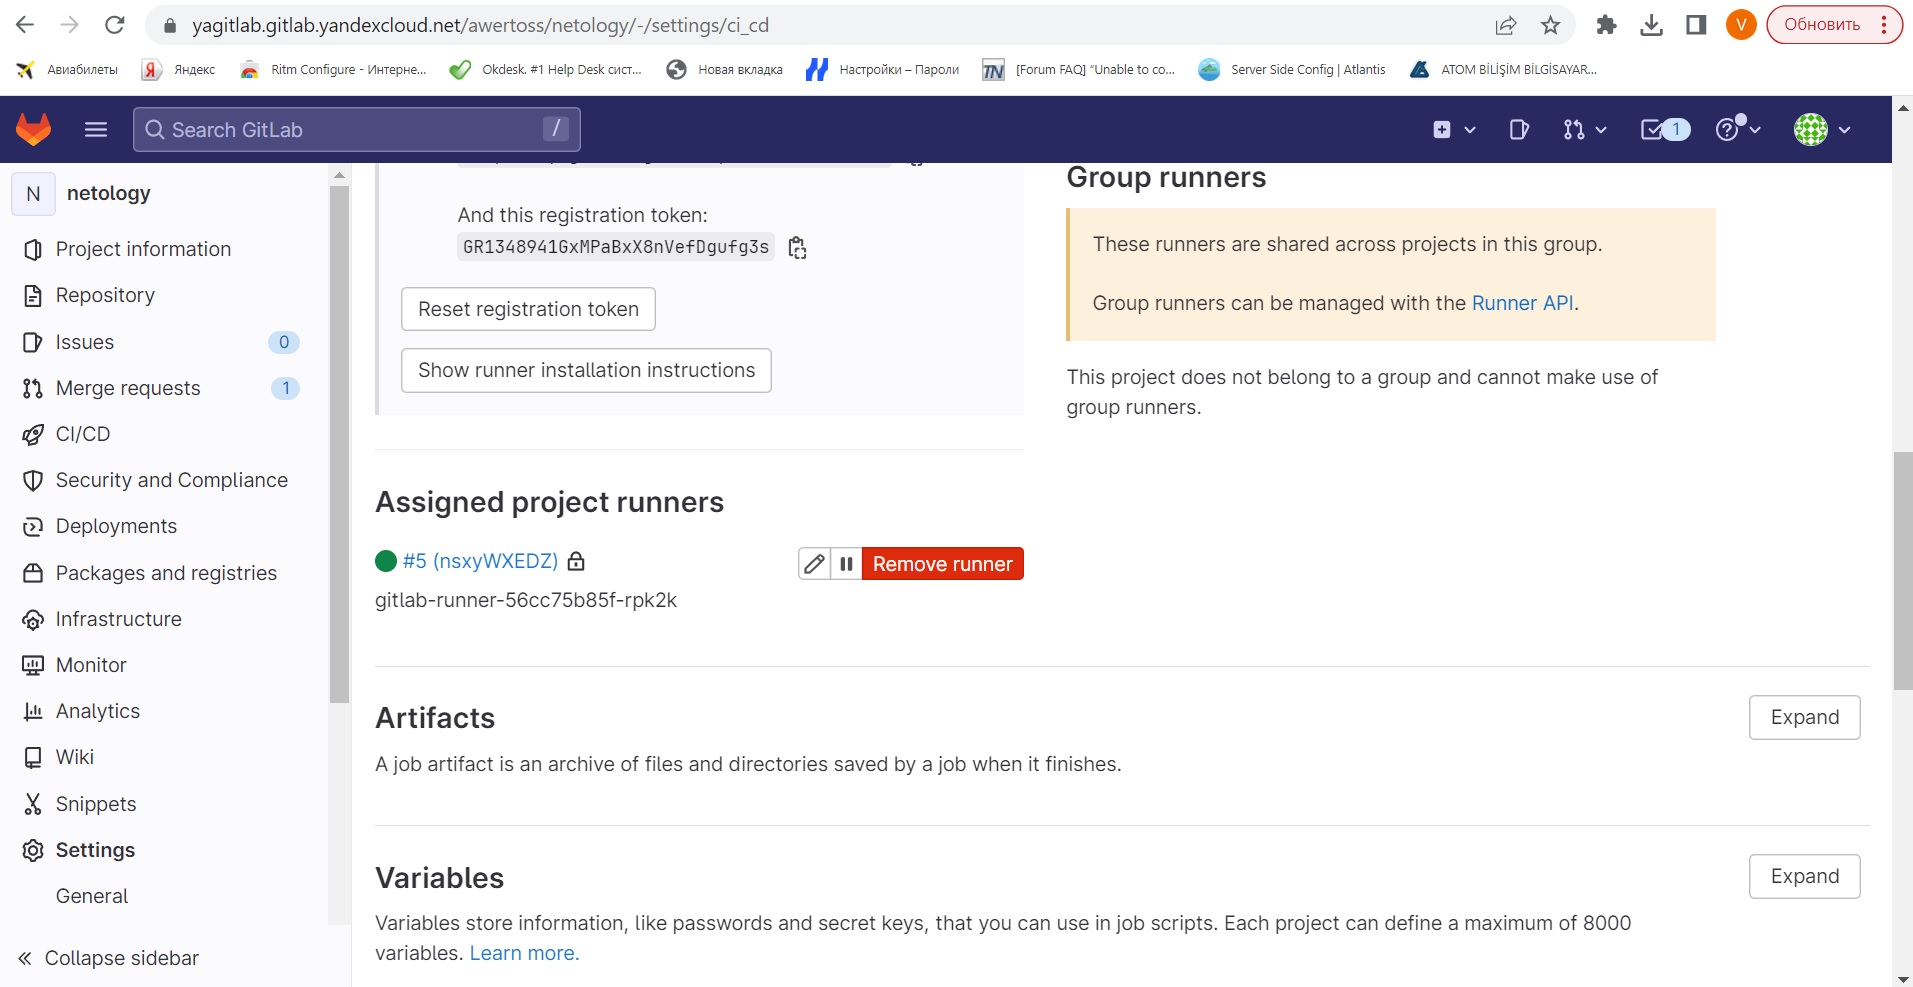 yagitlab.gitlab.yandexcloud.net/awertoss/netology/-/settings/ci_cd
V
Обновить
Авиабилеты
Я
Яндекс
Ritm Configure - Интерне...
Okdesk. #1 Help Desk сист...
Новая вкладка
Настройки – Пароли
TN
[Forum FAQ] “Unable to co...
Server Side Config | Atlantis
ATOM BİLİŞİM BİLGİSAYAR...
Search GitLab
/
1
N
netology
Project information
Repository
Issues
0
Merge requests
1
CI/CD
Security and Compliance
Deployments
Packages and registries
Infrastructure
Monitor
Analytics
Wiki
Snippets
Settings
General
Collapse sidebar
And this registration token:
GR1348941GxMPaBxX8nVefDgufg3s
Reset registration token
Show runner installation instructions
Assigned project runners
#5 (nsxyWXEDZ)
Remove runner
gitlab-runner-56cc75b85f-rpk2k
Group runners
These runners are shared across projects in this group.
Group runners can be managed with the Runner API.
This project does not belong to a group and cannot make use of
group runners.
Artifacts
Expand
A job artifact is an archive of files and directories saved by a job when it finishes.
Variables
Expand
Variables store information, like passwords and secret keys, that you can use in job scripts. Each project can define a maximum of 8000
variables. Learn more.